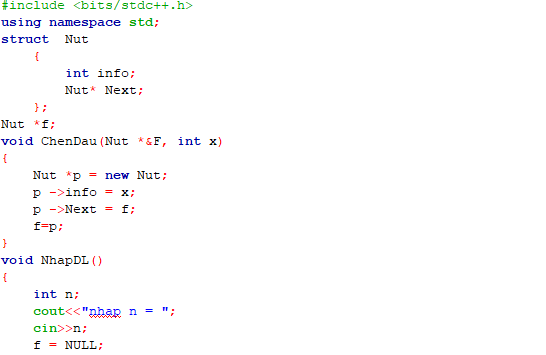 #include <bits/stdc++.h>
using namespace std;
struct  Nut
    {
        int info;
        Nut* Next;
    };
Nut *f;
void ChenDau(Nut *&F, int x)
{
    Nut *p = new Nut;
    p ->info = x;
    p ->Next = f;
    f=p;
}
void NhapDL()
{
    int n;
    cout<<"nhap n = ";
    cin>>n;
    f = NULL;